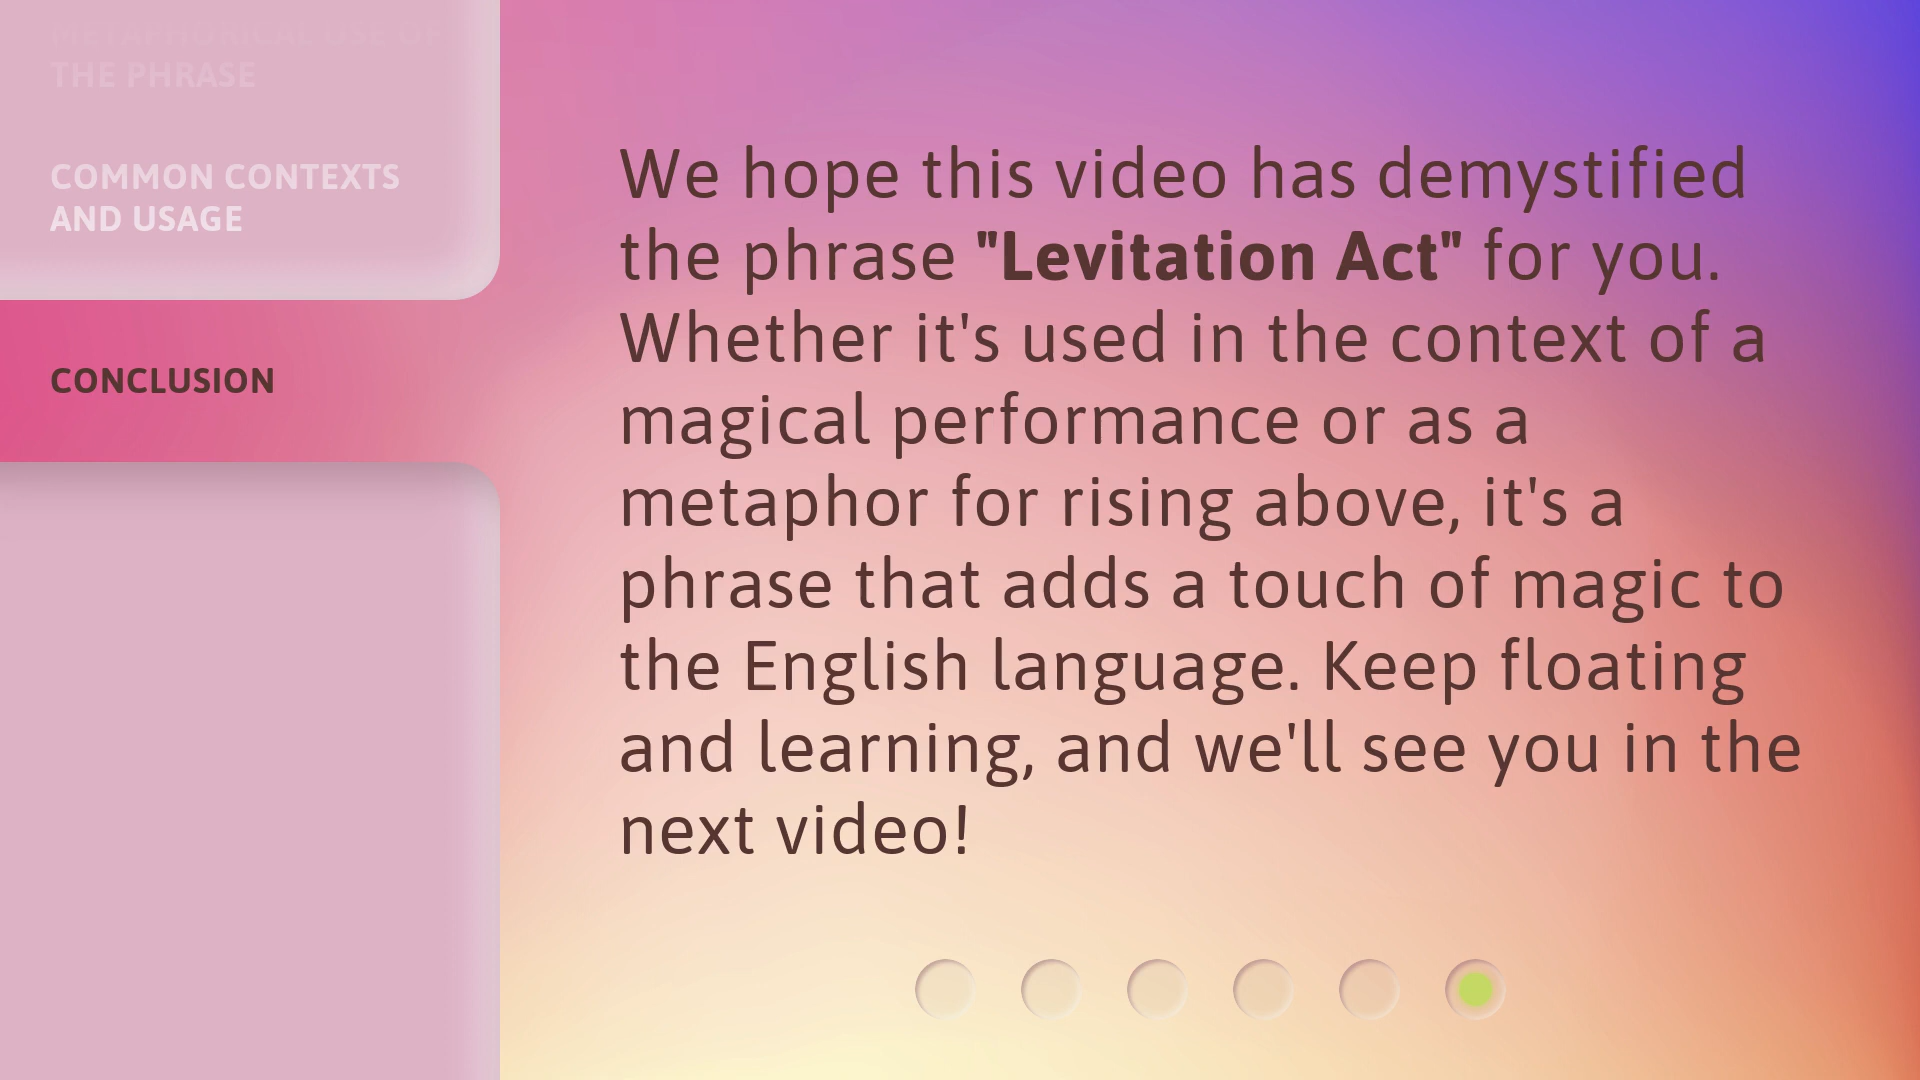 METAPHORICAL USE OF
THE PHRASE
COMMON CONTEXTS
AND USAGE
CONCLUSION
We hope this video has demystified
the phrase "Levitation Act" for you.
Whether it's used in the context of a
magical performance or as a
metaphor for rising above, it's a
phrase that adds a touch of magic to
the English language. Keep floating
and learning, and we'll see you in the
next video!